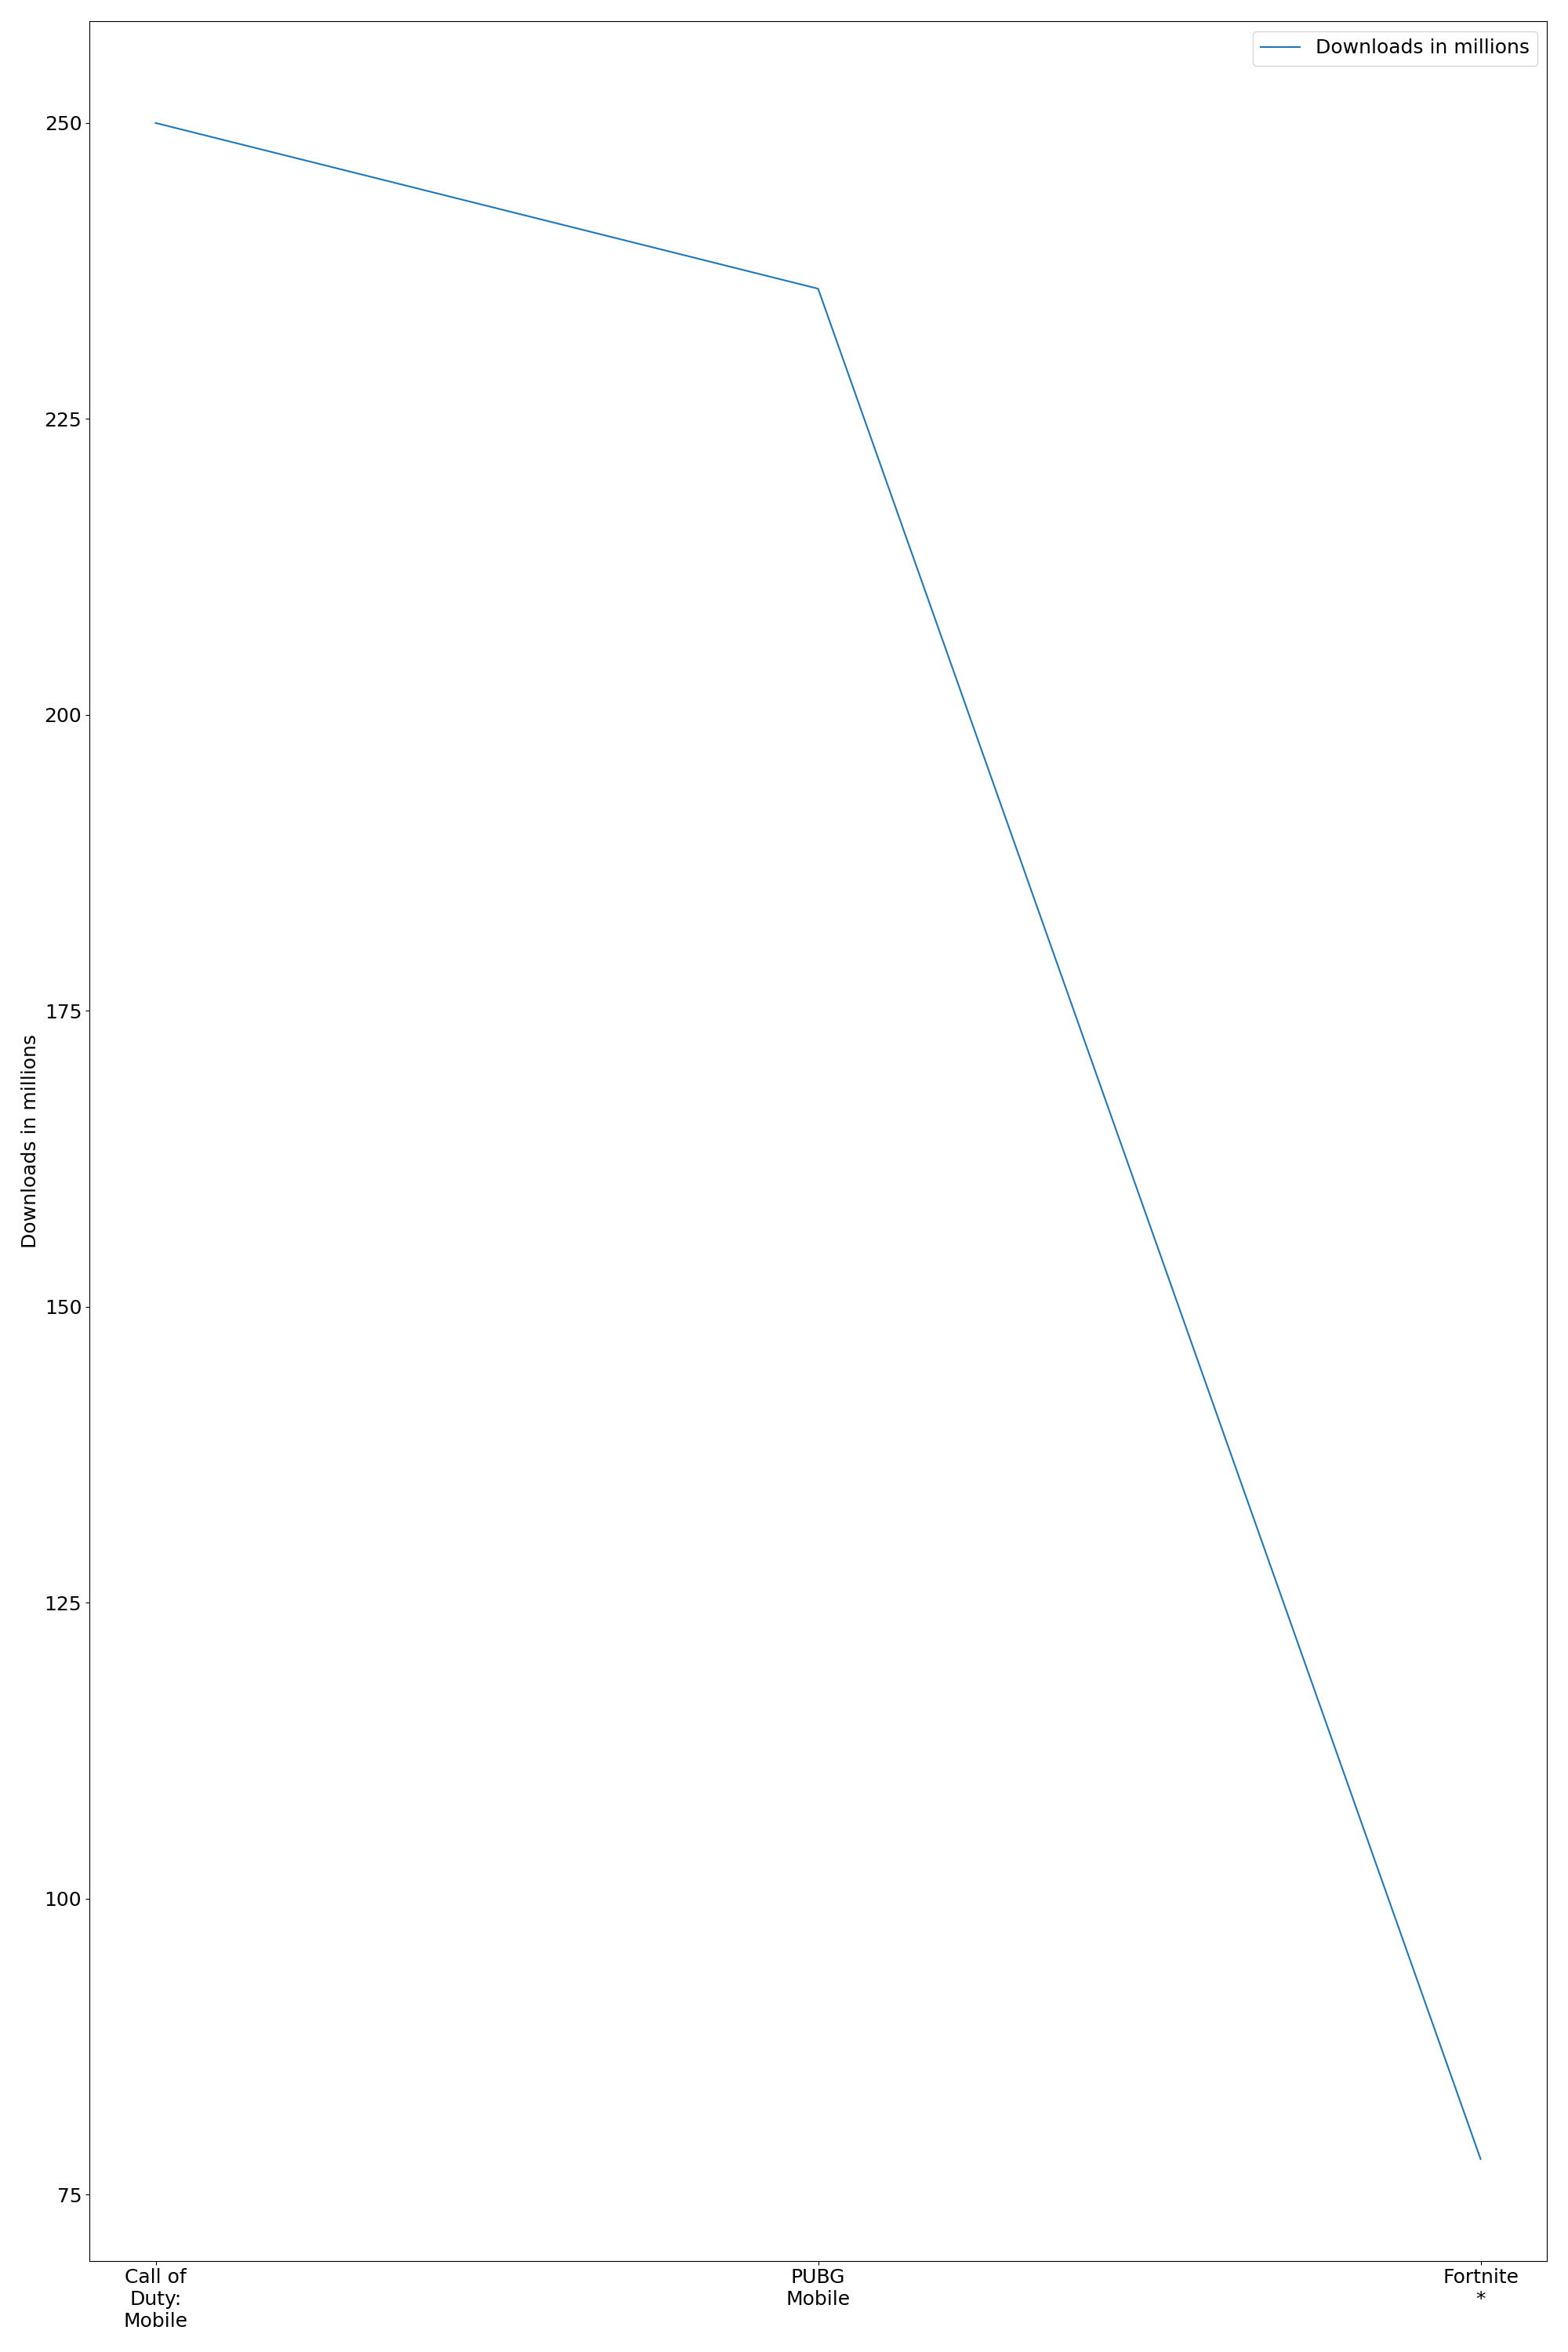 Downloads in millions
250
225
200
175
150
125
100
75
Downloads in millions
Call of
Duty:
Mobile
PUBG
Mobile
Fortnite
*